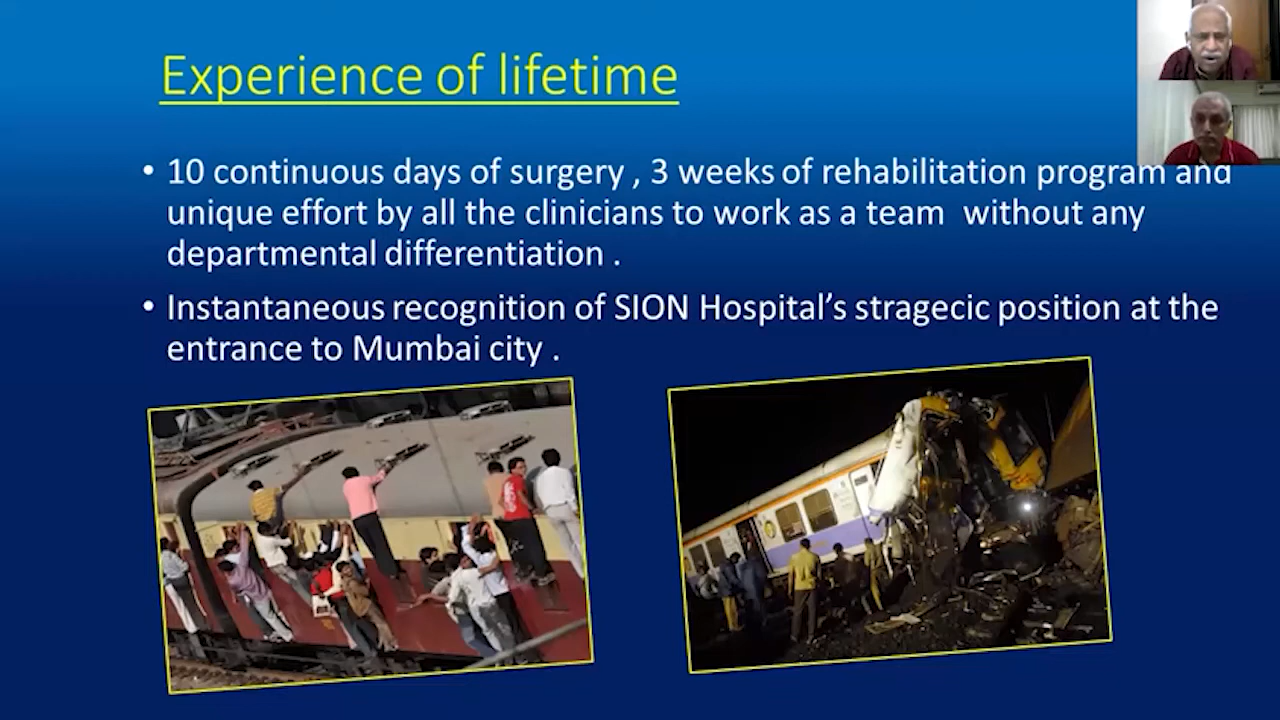 Experience of lifetime
• 10 continuous days of surgery , 3 weeks of rehabilitation program and
unique effort by all the clinicians to work as a team  without any
departmental differentiation .
• Instantaneous recognition of SION Hospital’s stragecic position at the
entrance to Mumbai city .